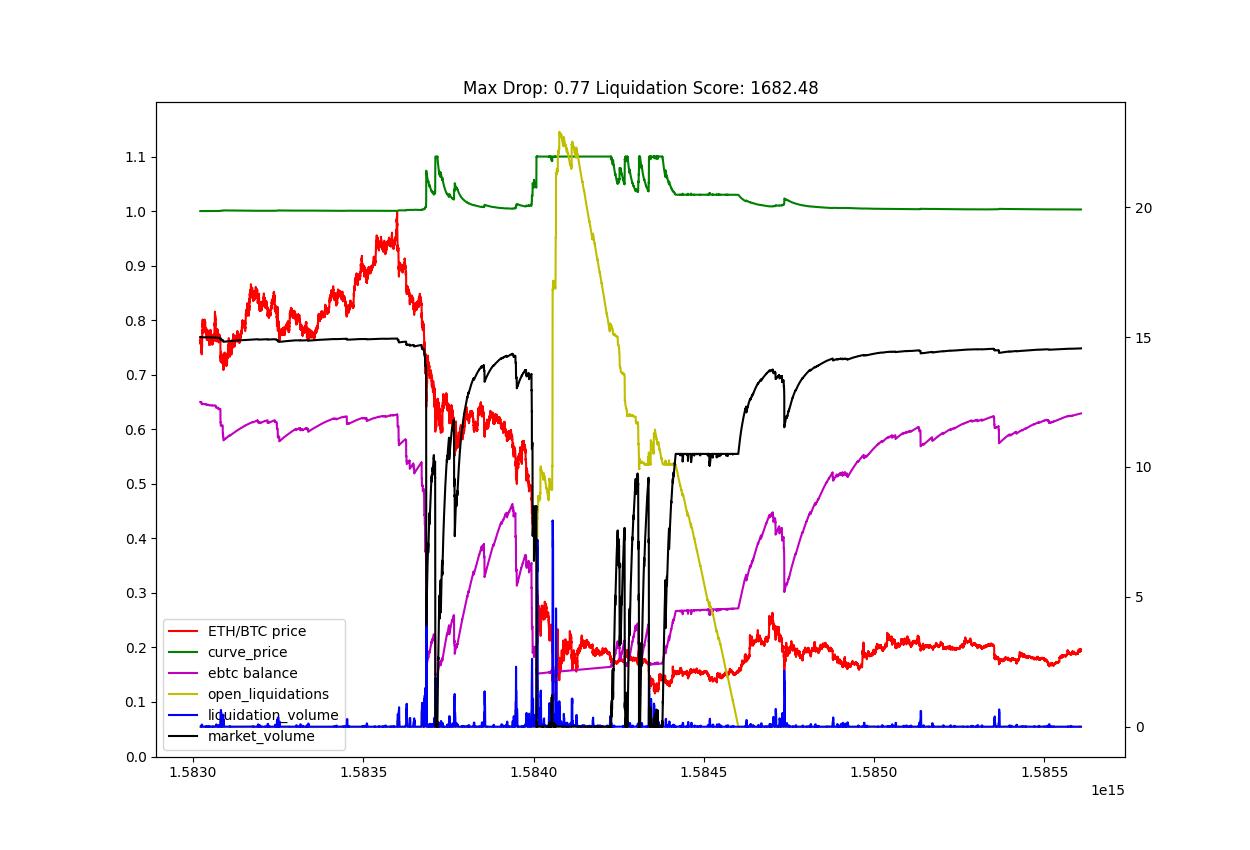 Max Drop: 0.77 Liquidation Score: 1682.48
1.1
1.0
0.9
0.8
0.7
0.6
0.5
0.4
0.3
0.2
0.1
0.0
20
15
10
5
0
ETH/BTC price
curve_price
ebtc balance
open_liquidations
liquidation_volume
market_volume
1.5830 1.5835 1.5840 1.5845 1.5850 1.5855
1e15